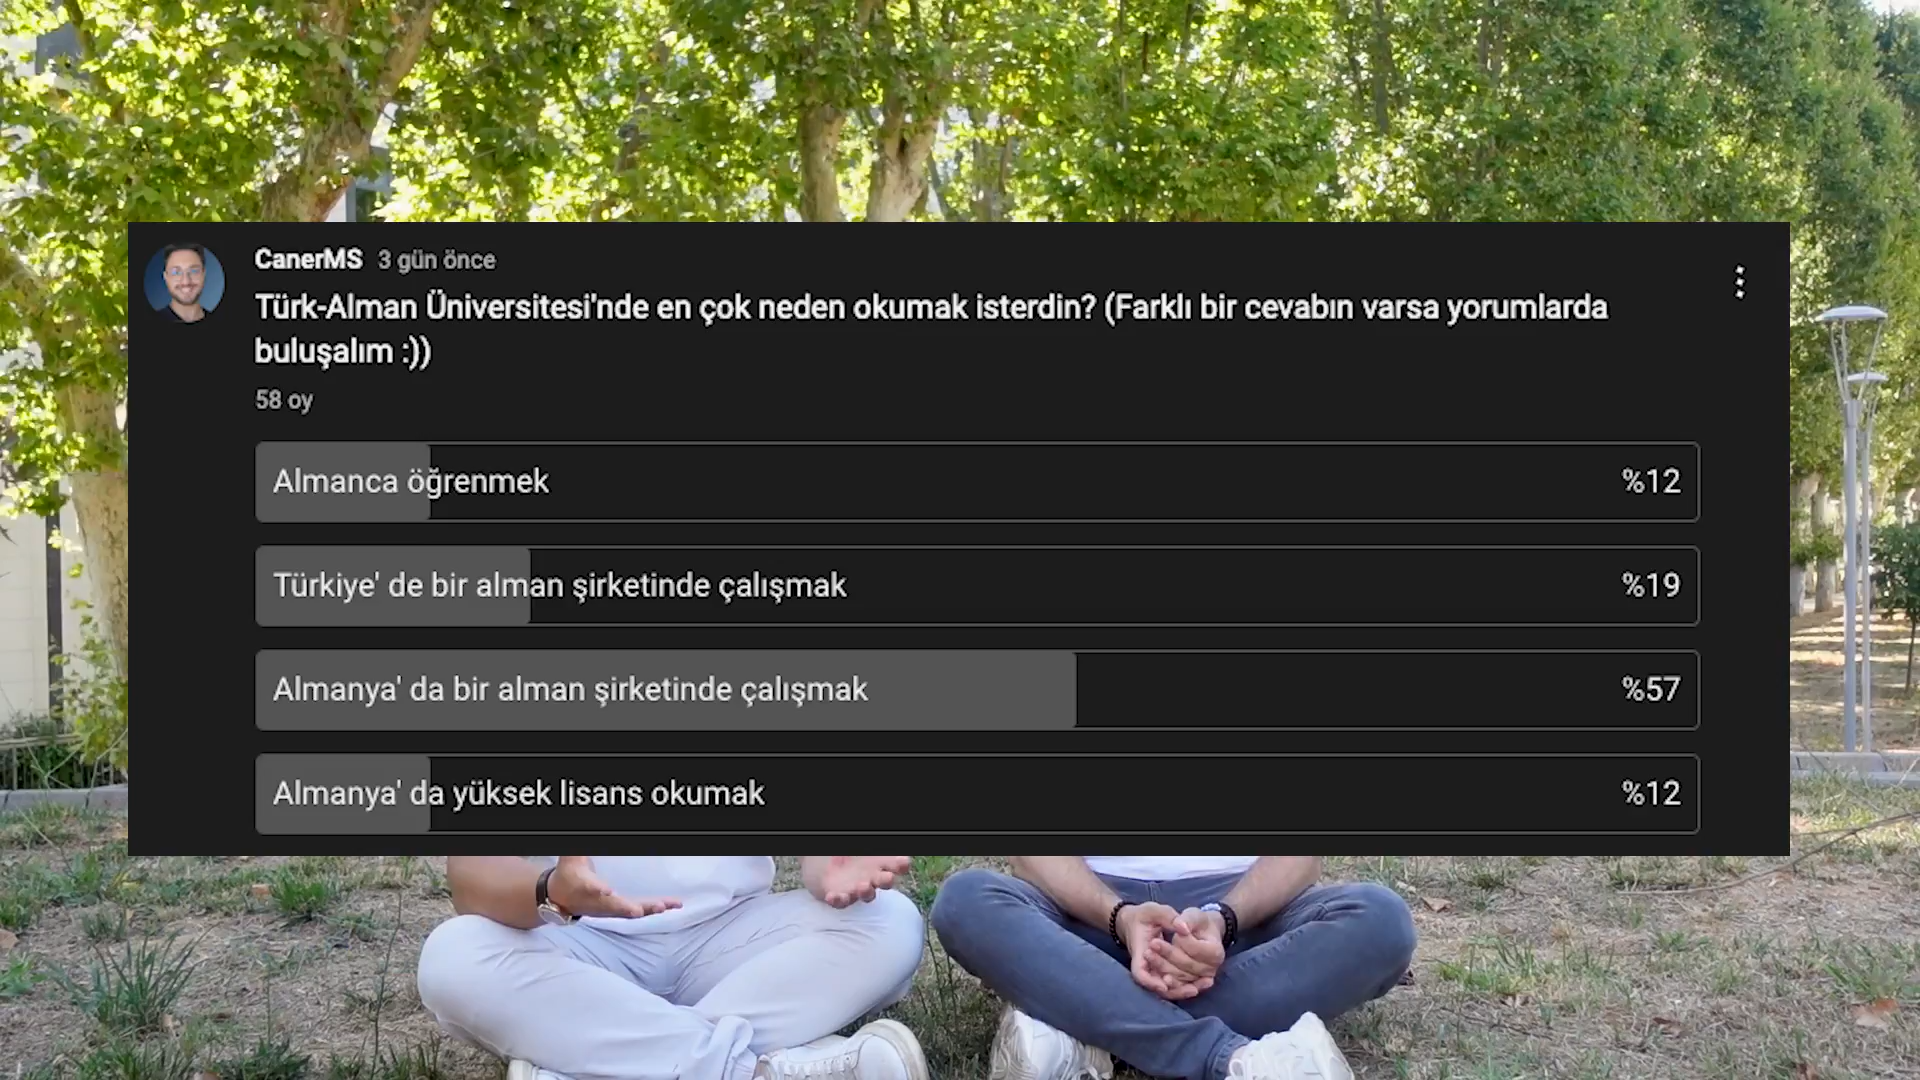 CanerMS 3 gün önce
Türk-Alman Üniversitesi'nde en çok neden okumak isterdin? (Farklı bir cevabın varsa yorumlarda
buluşalım :))
58 oy
Almanca öğrenmek %12
Türkiye' de bir alman şirketinde çalışmak %19
Almanya' da bir alman şirketinde çalışmak %57
Almanya' da yüksek lisans okumak %12